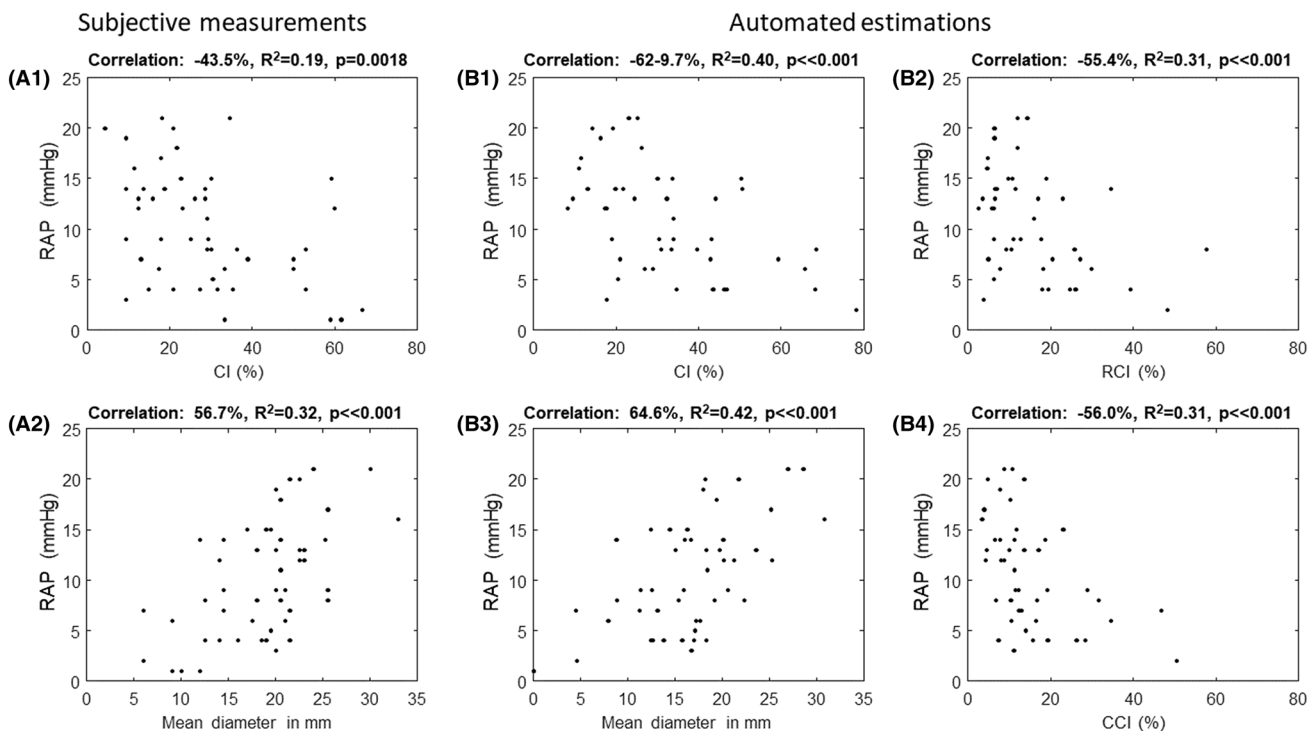 Subjective measurements
Automated estimations
(A1)
Correlation: -43.5%, R²=0.19, p=0.0018
25
20
15
10
5
0
RAP (mmHg)
0 20 40 60 80
CI (%)
(B1)
Correlation: -62-9.7%, R²=0.40, p<<0.001
25
20
15
10
5
0
RAP (mmHg)
0 20 40 60 80
CI (%)
(B2)
Correlation: -55.4%, R²=0.31, p<<0.001
25
20
15
10
5
0
RAP (mmHg)
0 20 40 60 80
RCI (%)
(A2)
Correlation: 56.7%, R²=0.32, p<<0.001
25
20
15
10
5
0
RAP (mmHg)
0 5 10 15 20 25 30 35
Mean diameter in mm
(B3)
Correlation: 64.6%, R²=0.42, p<<0.001
25
20
15
10
5
0
RAP (mmHg)
0 5 10 15 20 25 30 35
Mean diameter in mm
(B4)
Correlation: -56.0%, R²=0.31, p<<0.001
25
20
15
10
5
0
RAP (mmHg)
0 20 40 60 80
CCI (%)